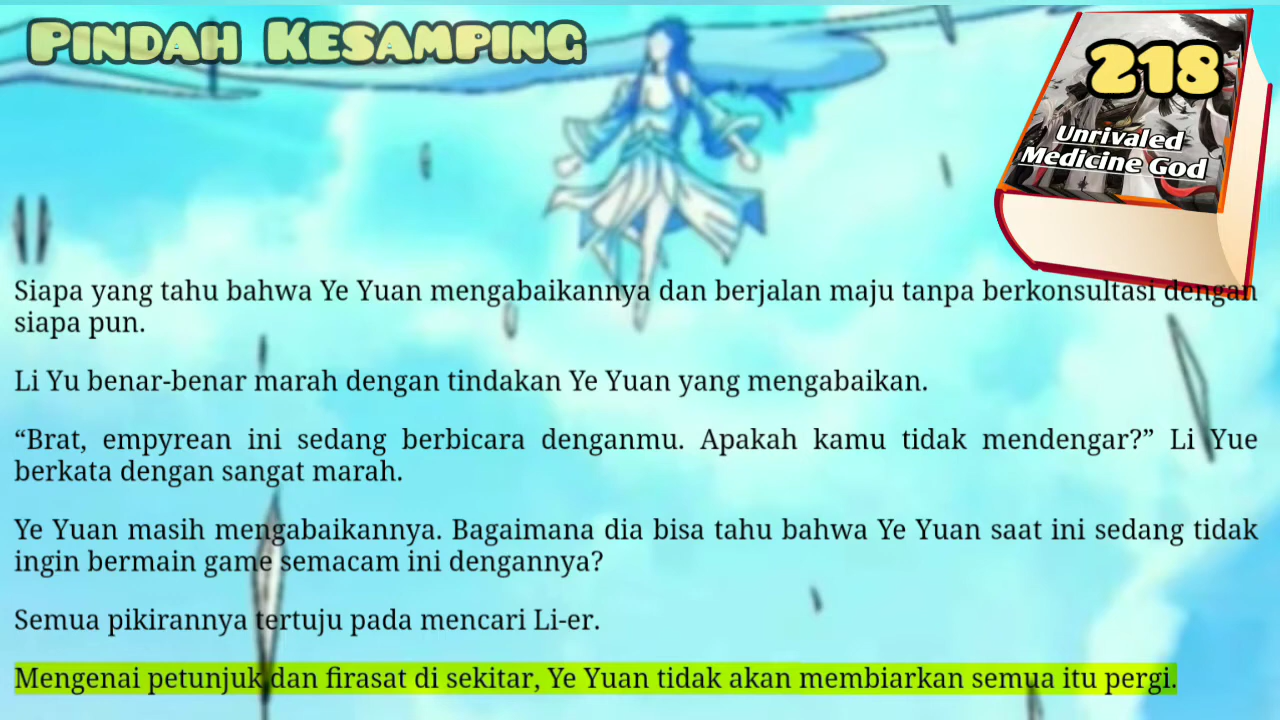 Pindah Kesamping
218
Unrivaled
Medicine God
Siapa yang tahu bahwa Ye Yuan mengabaikannya dan berjalan maju tanpa berkonsultasi dengan
siapa pun.
Li Yu benar-benar marah dengan tindakan Ye Yuan yang mengabaikan.
“Brat, empyrean ini sedang berbicara denganmu. Apakah kamu tidak mendengar?” Li Yue
berkata dengan sangat marah.
Ye Yuan masih mengabaikannya. Bagaimana dia bisa tahu bahwa Ye Yuan saat ini sedang tidak
ingin bermain game semacam ini dengannya?
Semua pikirannya tertuju pada mencari Li-er.
Mengenai petunjuk dan firasat di sekitar, Ye Yuan tidak akan membiarkan semua itu pergi.